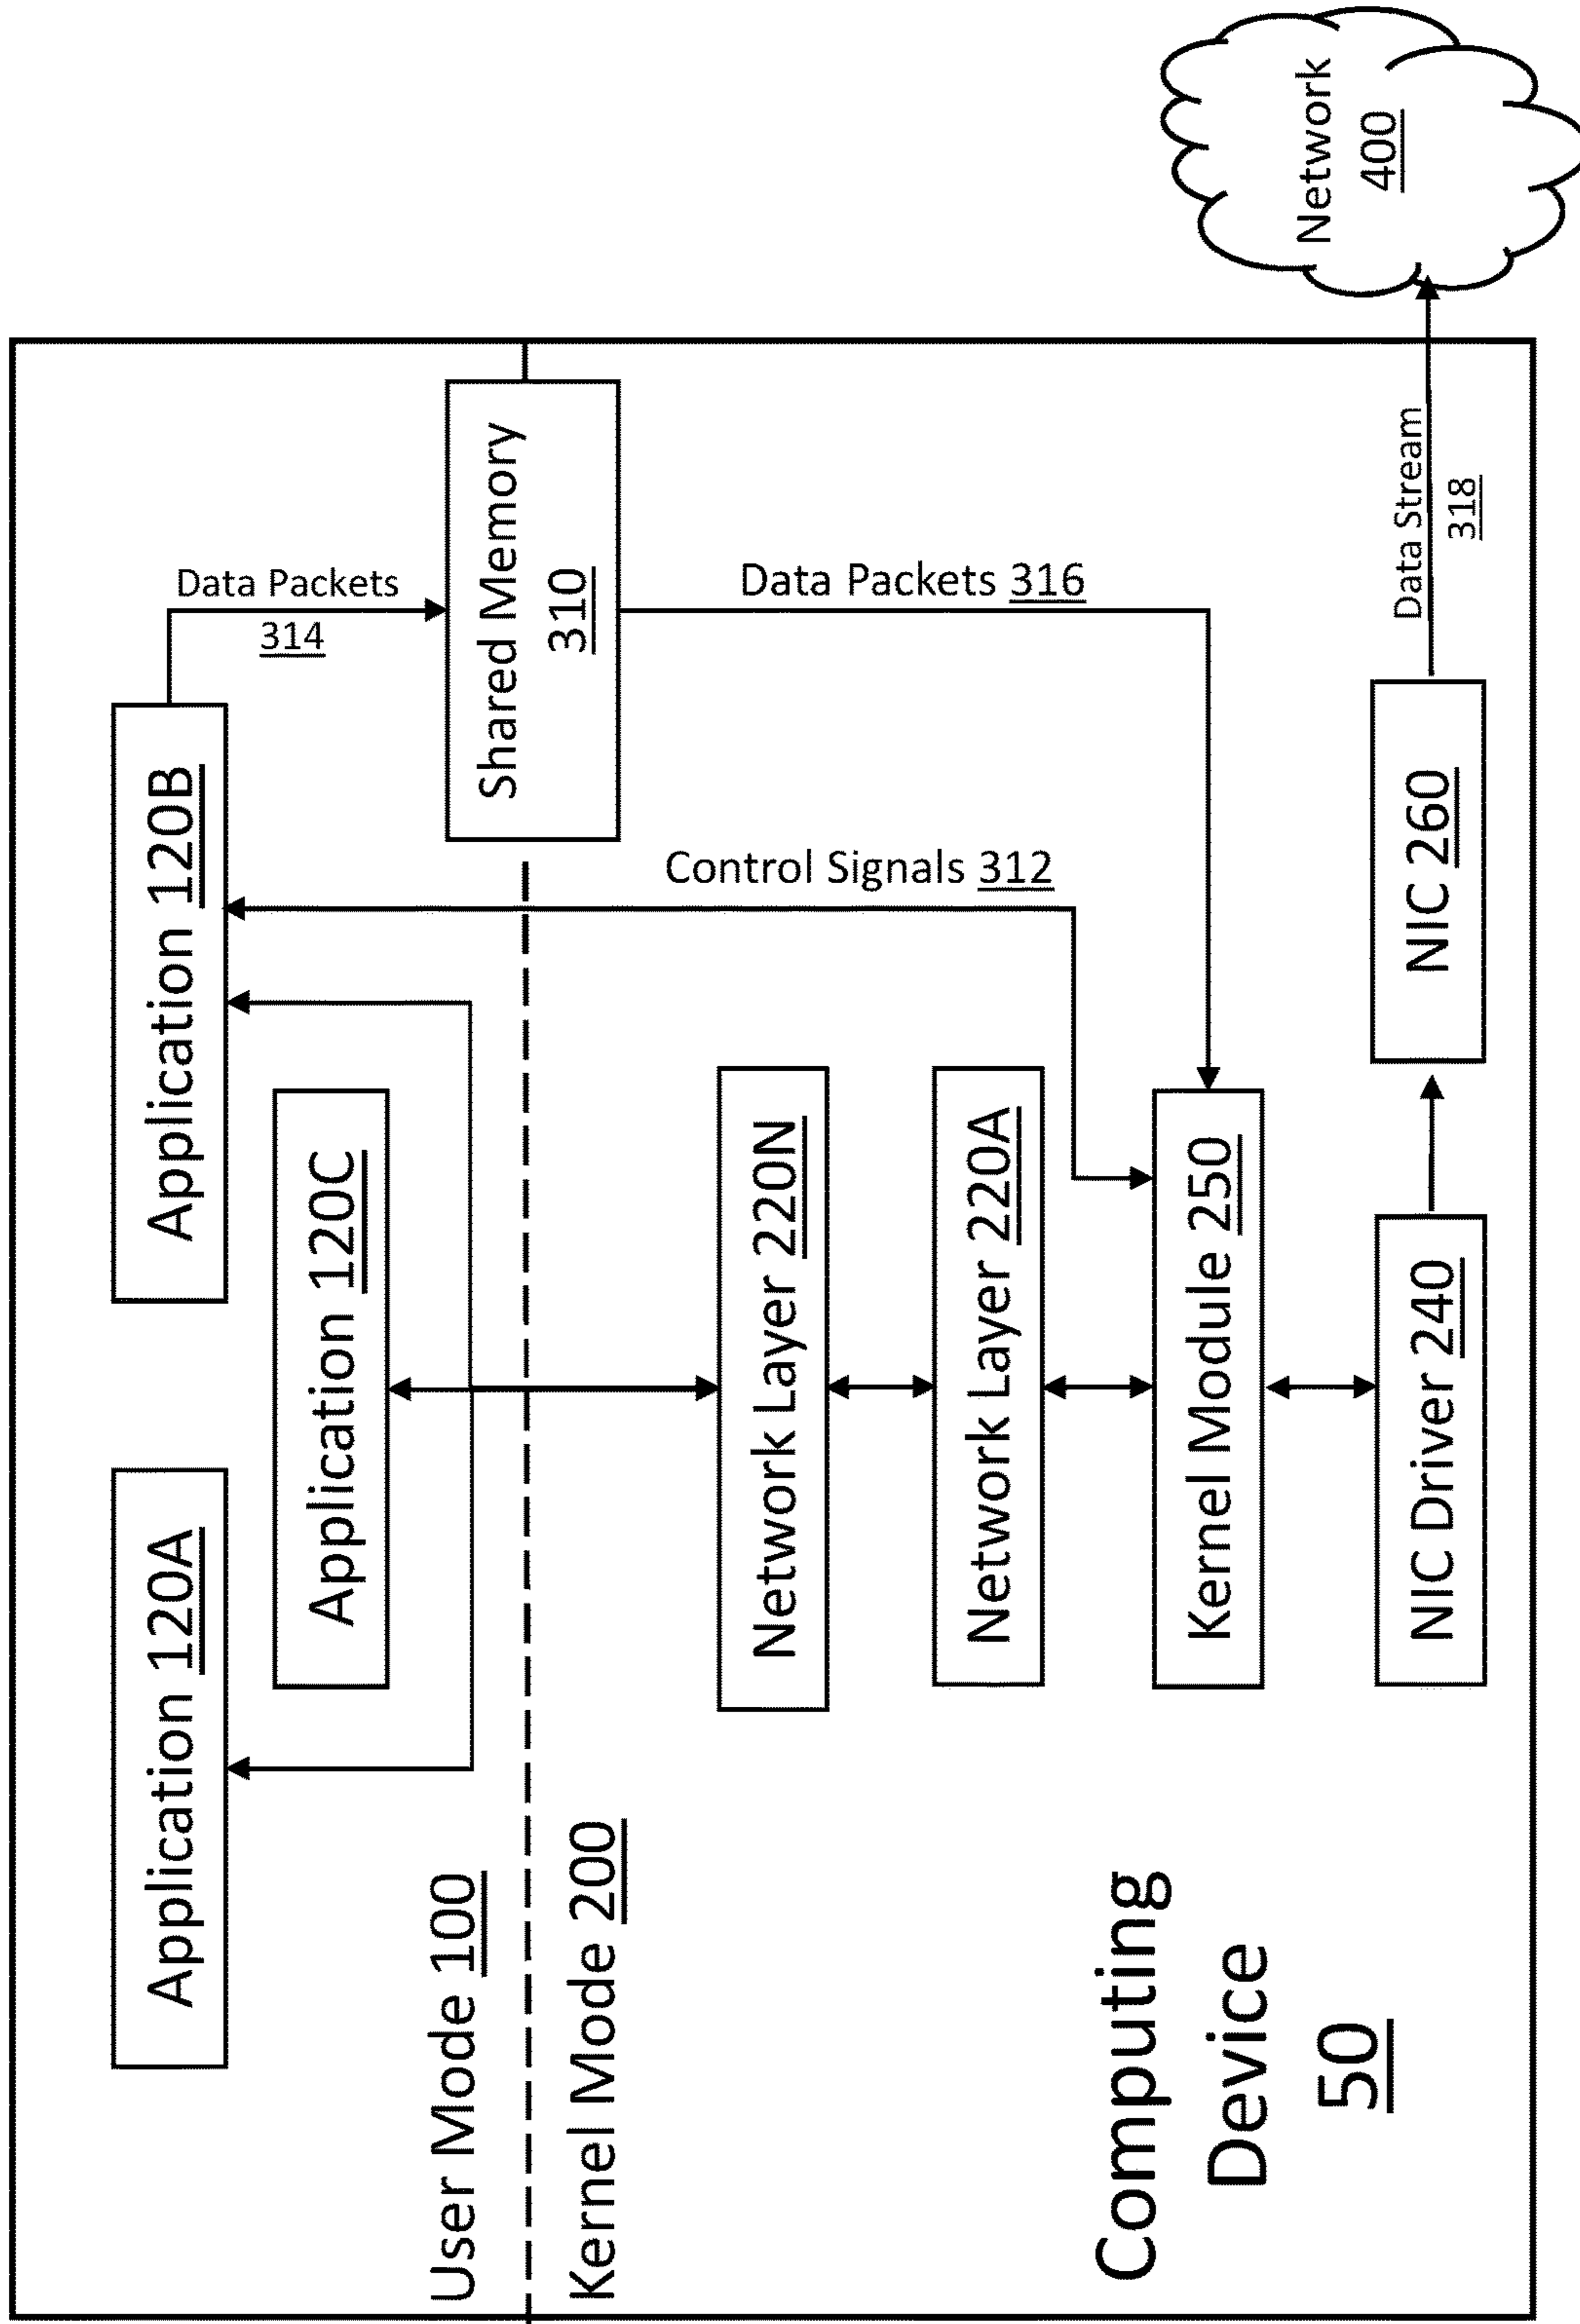 Application 120A
Application 120B
Application 120C
Data Packets
314
User Mode 100
Kernel Mode 200
Shared Memory
310
Control Signals 312
Data Packets 316
Network Layer 220N
Network Layer 220A
Kernel Module 250
NIC Driver 240
NIC 260
Data Stream
318
Network
400
Computing
Device
50